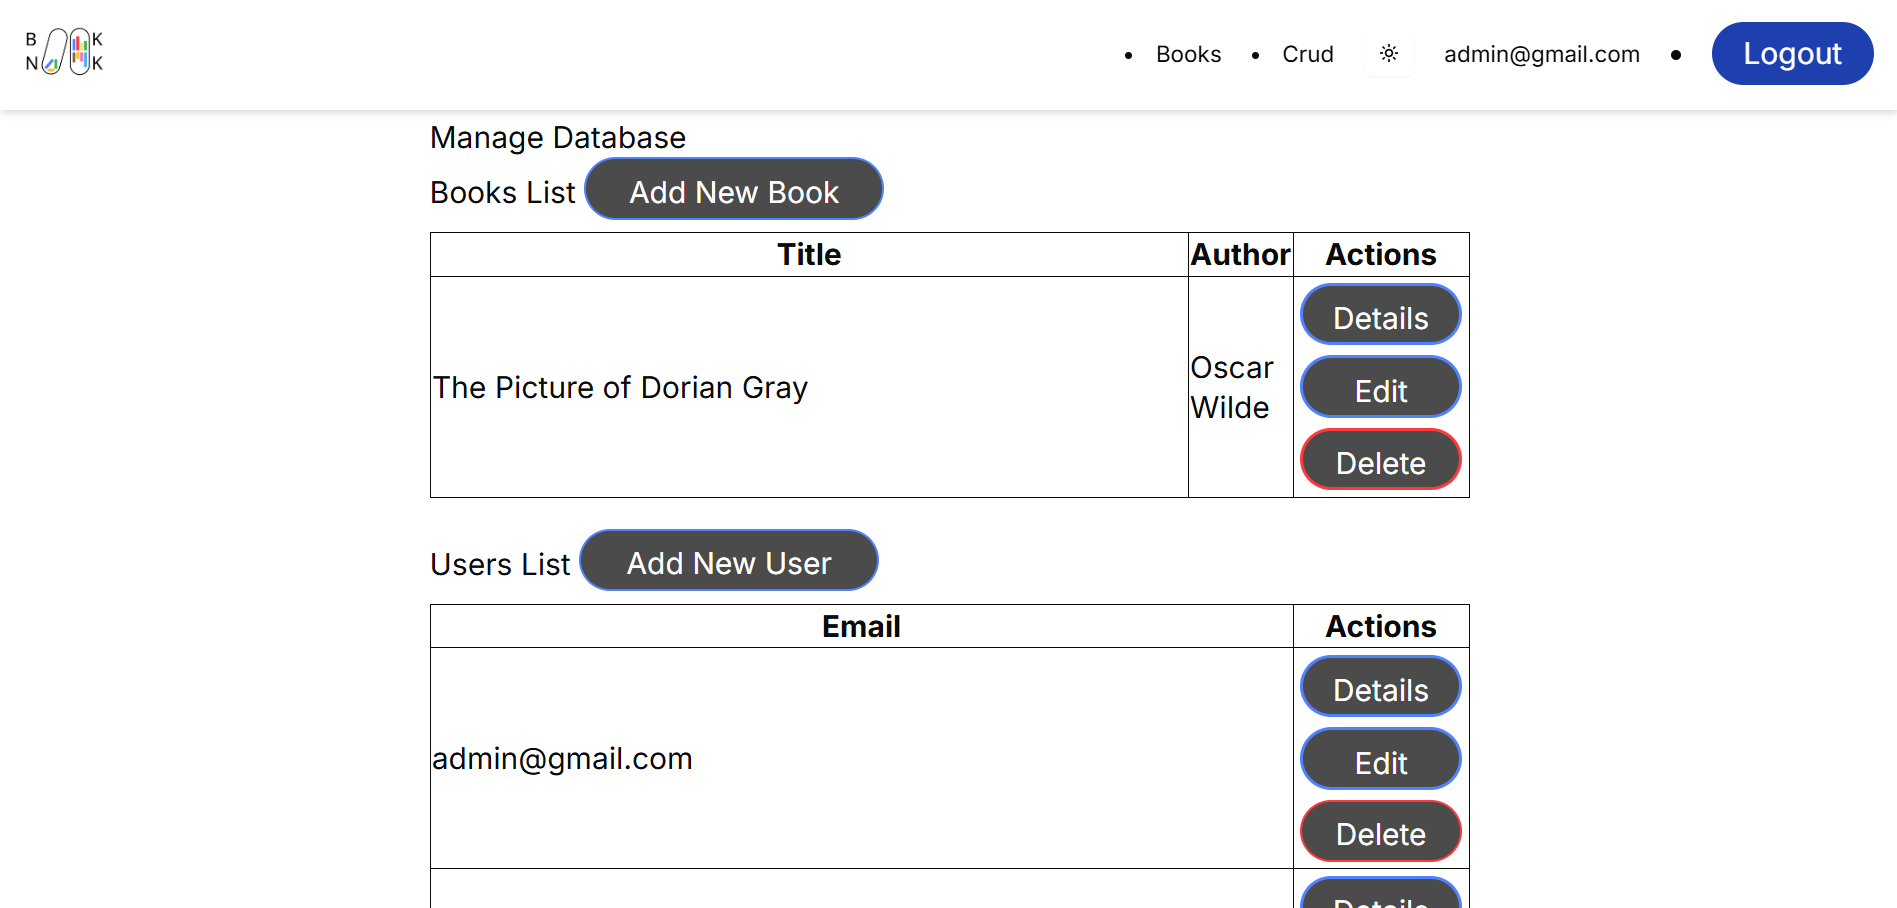 B K
N K
Books
Crud
admin@gmail.com
Logout
Manage Database
Books List
Add New Book
Title
Author
Actions
The Picture of Dorian Gray
Oscar
Wilde
Details
Edit
Delete
Users List
Add New User
Email
Actions
admin@gmail.com
Details
Edit
Delete
Details